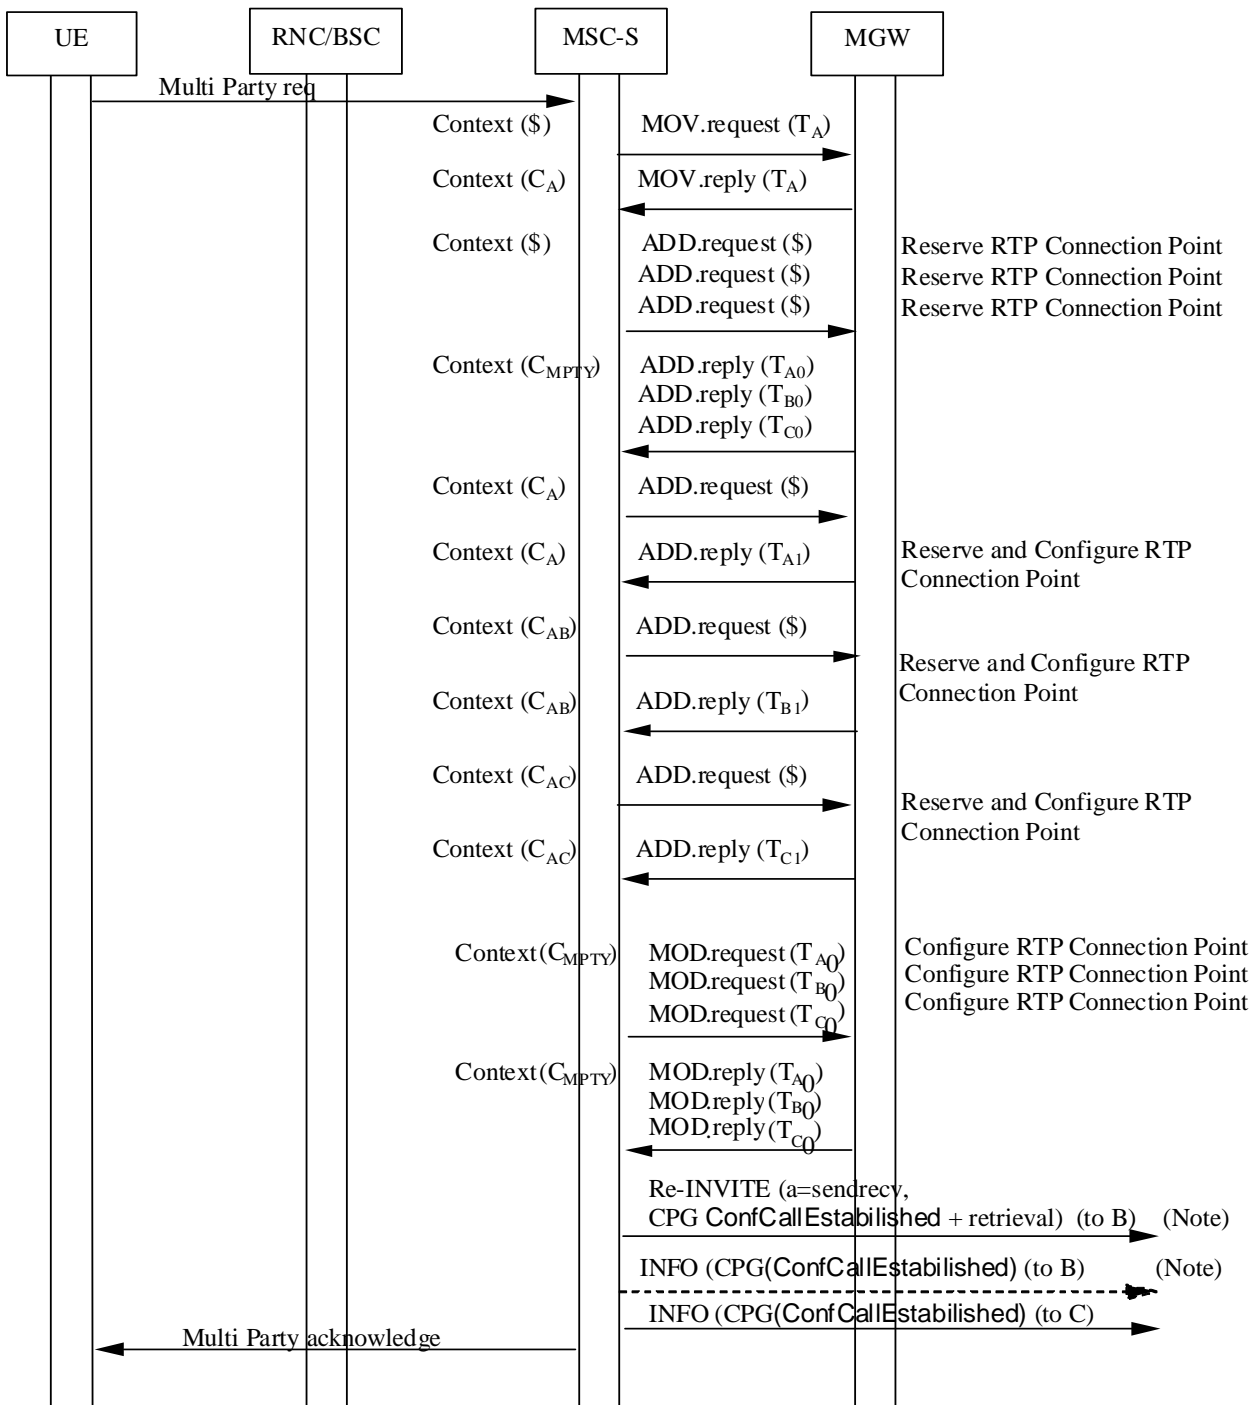 UE RNC/BSC MSC-S MGW
Multi Party req
Context ($) MOV.request (TA)
Context (CA) MOV.reply (TA)
Context ($) ADD.request ($) Reserve RTP Connection Point
ADD.request ($) Reserve RTP Connection Point
ADD.request ($) Reserve RTP Connection Point
Context (CMPTY) ADD.reply (TA0)
ADD.reply (TB0)
ADD.reply (TC0)
Context (CA) ADD.request ($)
Context (CA) ADD.reply (TA1) Reserve and Configure RTP
Connection Point
Context (CAB) ADD.request ($)
Reserve and Configure RTP
Connection Point
Context (CAB) ADD.reply (TB1)
Context (CAC) ADD.request ($)
Reserve and Configure RTP
Connection Point
Context (CAC) ADD.reply (TC1)
Context (CMPTY) MOD.request (TA0) Configure RTP Connection Point
MOD.request (TB0) Configure RTP Connection Point
MOD.request (TC0) Configure RTP Connection Point
Context (CMPTY) MOD.reply (TA0)
MOD.reply (TB0)
MOD.reply (TC0)
Re-INVITE (a=sendrecv,
CPG ConfCallEstabilished + retrieval) (to B) (Note)
INFO (CPG(ConfCallEstabilished) (to B) (Note)
INFO (CPG(ConfCallEstabilished) (to C)
Multi Party acknowledge